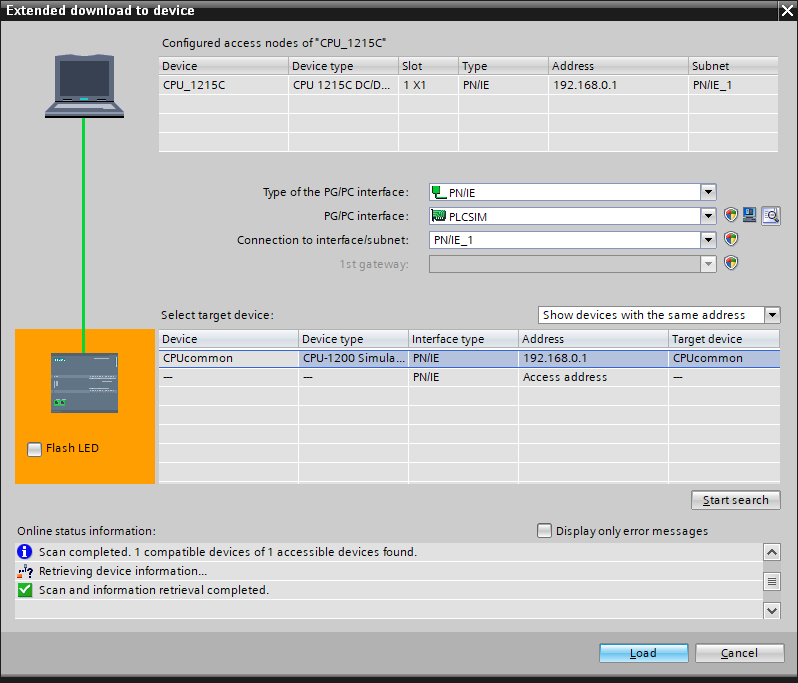 Extended download to device
Configured access nodes of "CPU_1215C"
Device Device type Slot Type Address Subnet
CPU_1215C CPU 1215C DC/D... 1 X1 PN/IE 192.168.0.1 PN/IE_1
Type of the PG/PC interface: PN/IE
PG/PC interface: PLCSIM
Connection to interface/subnet: PN/IE_1
1st gateway:
Select target device: Show devices with the same address
Device Device type Interface type Address Target device
CPUcommon CPU-1200 Simula... PN/IE 192.168.0.1 CPUcommon
— — PN/IE Access address —
Flash LED
Start search
Online status information: Display only error messages
Scan completed. 1 compatible devices of 1 accessible devices found.
Retrieving device information...
Scan and information retrieval completed.
Load Cancel